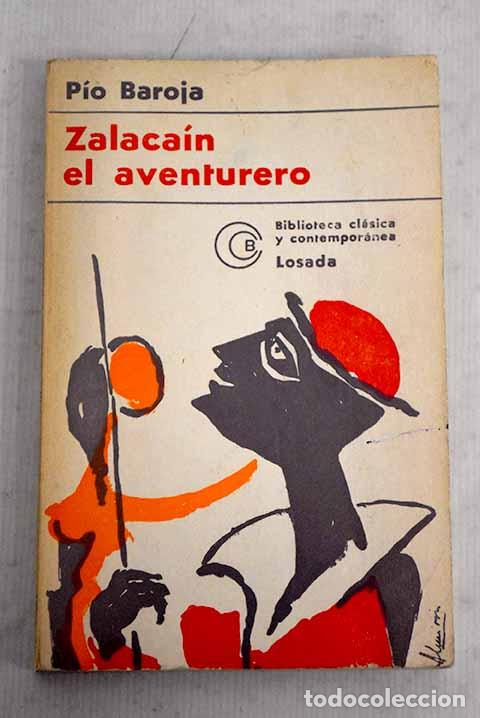 Pío Baroja
Zalacaín
el aventurero
B
Biblioteca clásica
y contemporánea
Losada
todocoleccion